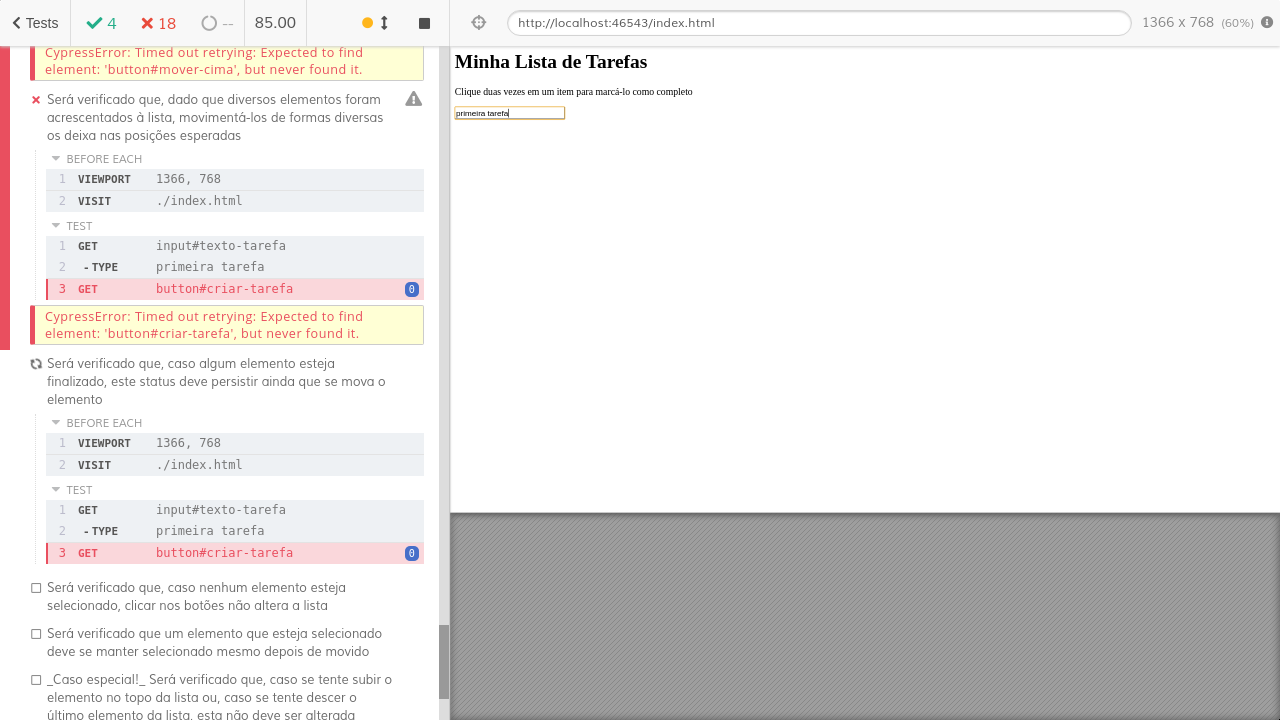 Tests
4
18
--
85.00
http://localhost:46543/index.html
1366 x 768 (60%)
CypressError: Timed out retrying: Expected to find
element: 'button#mover-cima', but never found it.
Será verificado que, dado que diversos elementos foram
acrescentados à lista, movimentá-los de formas diversas
os deixa nas posições esperadas
BEFORE EACH
1 VIEWPORT 1366, 768
2 VISIT ./index.html
TEST
1 GET input#texto-tarefa
2 -TYPE primeira tarefa
3 GET button#criar-tarefa 0
CypressError: Timed out retrying: Expected to find
element: 'button#criar-tarefa', but never found it.
Será verificado que, caso algum elemento esteja
finalizado, este status deve persistir ainda que se mova o
elemento
BEFORE EACH
1 VIEWPORT 1366, 768
2 VISIT ./index.html
TEST
1 GET input#texto-tarefa
2 -TYPE primeira tarefa
3 GET button#criar-tarefa 0
Será verificado que, caso nenhum elemento esteja
selecionado, clicar nos botões não altera a lista
Será verificado que um elemento que esteja selecionado
deve se manter selecionado mesmo depois de movido
_Caso especial!_ Será verificado que, caso se tente subir o
elemento no topo da lista ou, caso se tente descer o
último elemento da lista, esta não deve ser alterada
Minha Lista de Tarefas
Clique duas vezes em um item para marcá-lo como completo
primeira tarefa